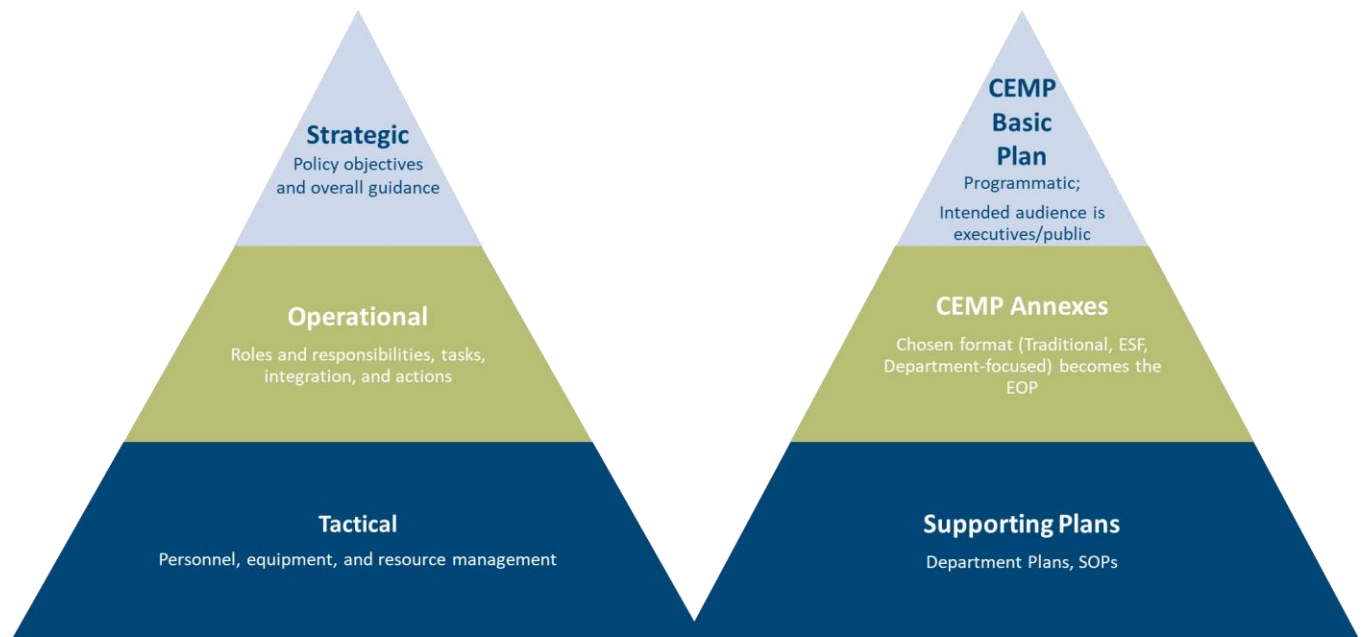 Strategic
Policy objectives
and overall guidance
Operational
Roles and responsibilities, tasks,
integration, and actions
Tactical
Personnel, equipment, and resource management
CEMP
Basic
Plan
Programmatic;
Intended audience is
executives/public
CEMP Annexes
Chosen format (Traditional, ESF,
Department-focused) becomes the
EOP
Supporting Plans
Department Plans, SOPs